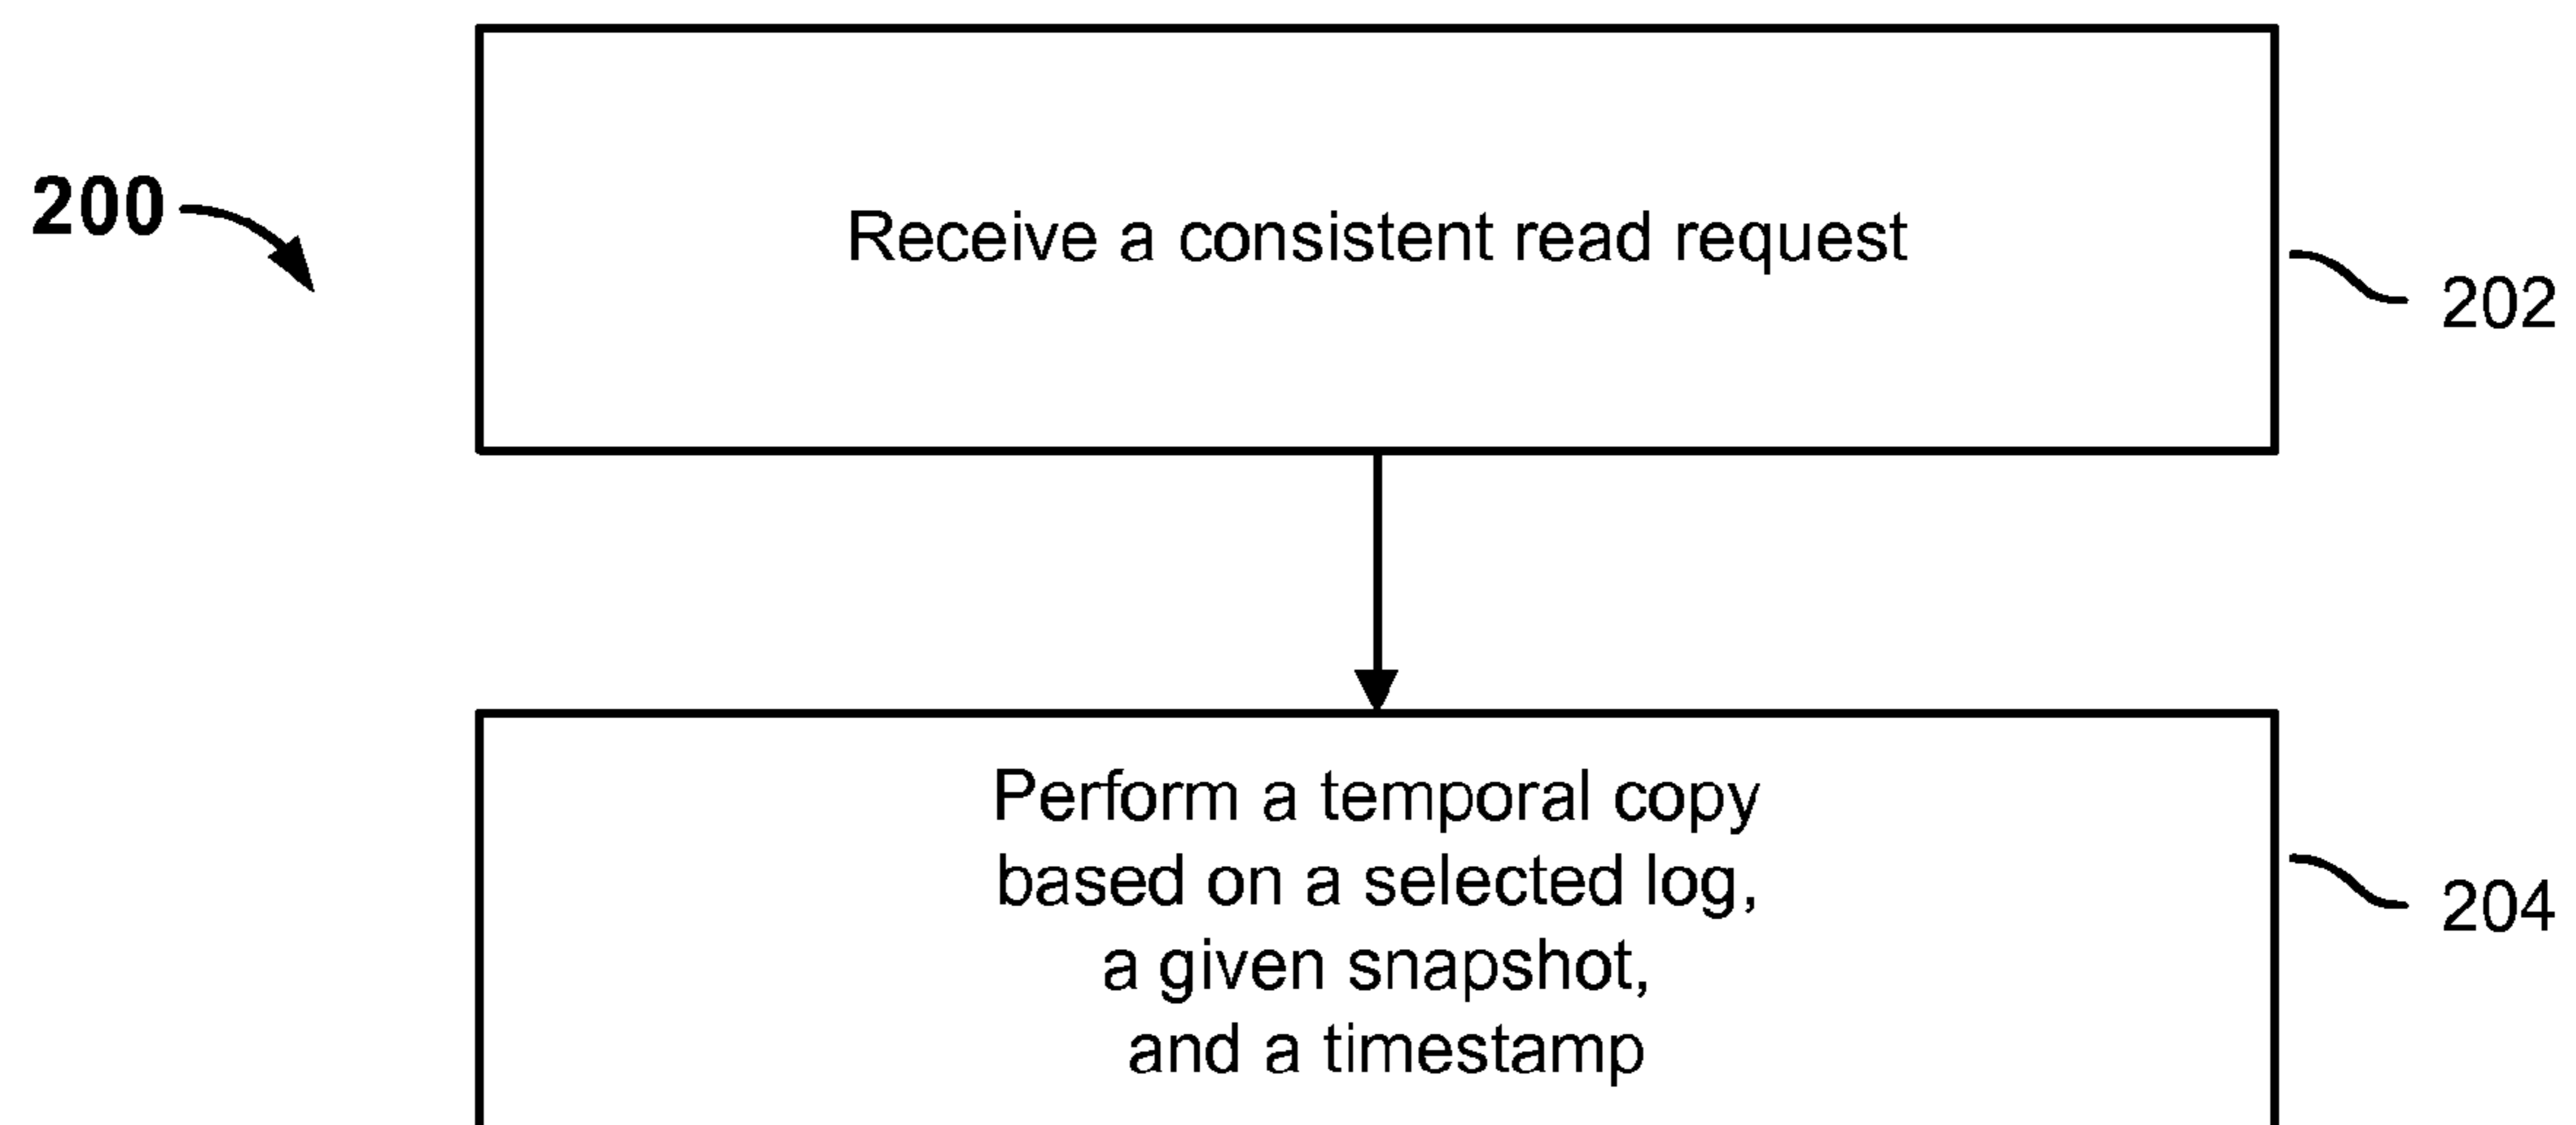 200
Receive a consistent read request
202
Perform a temporal copy
based on a selected log,
a given snapshot,
and a timestamp
204